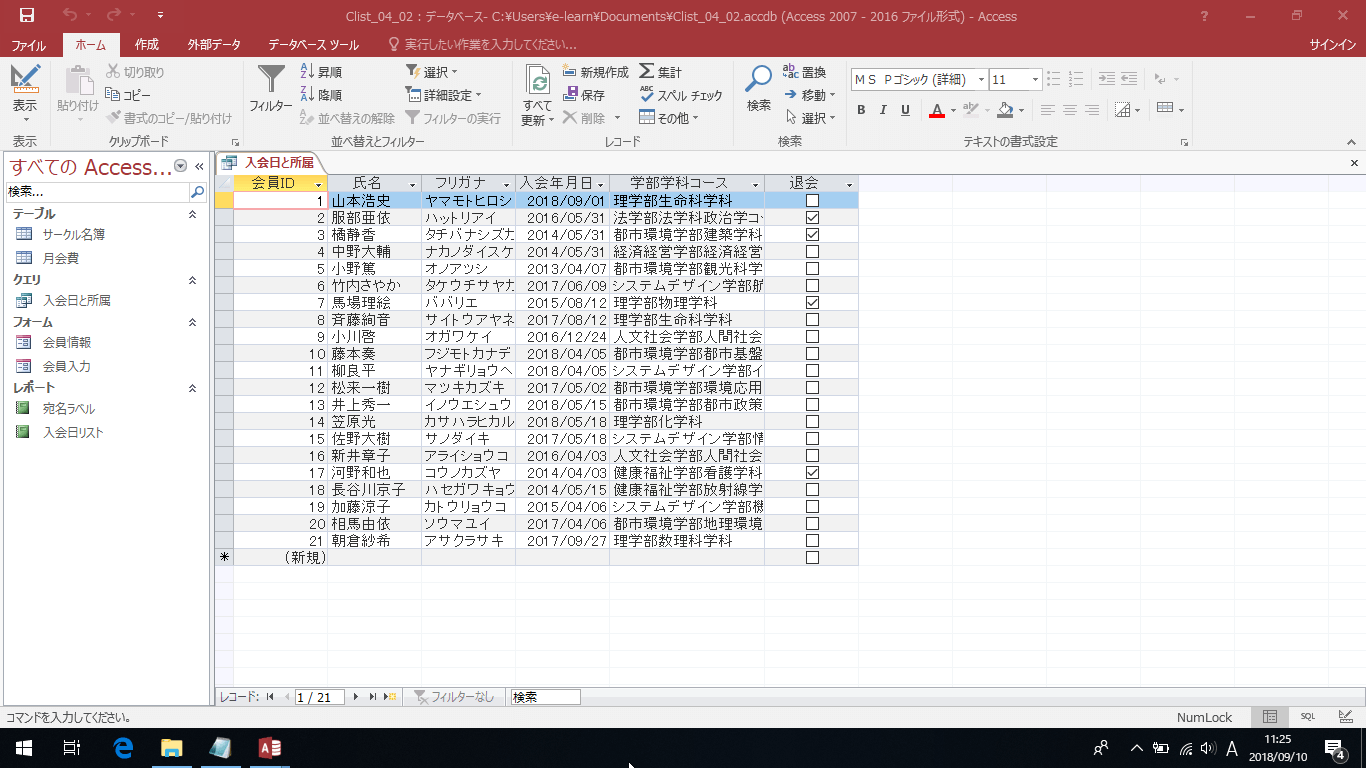 Clist_04_02 : データベース- C:¥Users¥e-learn¥Documents¥Clist_04_02.accdb (Access 2007 - 2016 ファイル形式) - Access
ファイル ホーム 作成 外部データ データベース ツール 実行したい作業を入力してください... サインイン
表示 貼り付け 切り取り コピー 書式のコピー/貼り付け
フィルター 昇順 降順 並べ替えの解除 選択 詳細設定 フィルターの実行
すべて更新 新規作成 保存 削除 集計 スペル チェック その他
検索 置換 移動 選択
ＭＳ Ｐゴシック (詳細) 11
B I U A
表示 クリップボード 並べ替えとフィルター レコード 検索 テキストの書式設定
すべての Access...
検索...
テーブル
サークル名簿
月会費
クエリ
入会日と所属
フォーム
会員情報
会員入力
レポート
宛名ラベル
入会日リスト
入会日と所属
会員ID 氏名 フリガナ 入会年月日 学部学科コース 退会
1 山本浩史 ヤマモトヒロシ 2018/09/01 理学部生命科学科
2 服部亜依 ハットリアイ 2016/05/31 法学部法学科政治学コー
3 橘静香 タチバナシズカ 2014/05/31 都市環境学部建築学科
4 中野大輔 ナカノダイスケ 2014/05/31 経済経営学部経済経営
5 小野篤 オノアツシ 2013/04/07 都市環境学部観光科学
6 竹内さやか タケウチサヤカ 2017/06/09 システムデザイン学部航
7 馬場理絵 ババリエ 2015/08/12 理学部物理学科
8 斉藤絢音 サイトウアヤネ 2017/08/12 理学部生命科学科
9 小川啓 オガワケイ 2016/12/24 人文社会学部人間社会
10 藤本奏 フジモトカナデ 2018/04/05 都市環境学部都市基盤
11 柳良平 ヤナギリョウヘ 2018/04/05 システムデザイン学部イ
12 松来一樹 マツキカズキ 2017/05/02 都市環境学部環境応用
13 井上秀一 イノウエシュウ 2018/05/15 都市環境学部都市政策
14 笠原光 カサハラヒカル 2018/05/18 理学部化学科
15 佐野大樹 サノダイキ 2017/05/18 システムデザイン学部情
16 新井章子 アライショウコ 2016/04/03 人文社会学部人間社会
17 河野和也 コウノカズヤ 2014/04/03 健康福祉学部看護学科
18 長谷川京子 ハセガワキョウ 2014/05/15 健康福祉学部放射線学
19 加藤涼子 カトウリョウコ 2015/04/06 システムデザイン学部機
20 相馬由依 ソウマユイ 2017/04/06 都市環境学部地理環境
21 朝倉紗希 アサクラサキ 2017/09/27 理学部数理科学科
* (新規)
レコード: 1 / 21 フィルターなし 検索
コマンドを入力してください。 NumLock SQL
A 11:25
2018/09/10 4